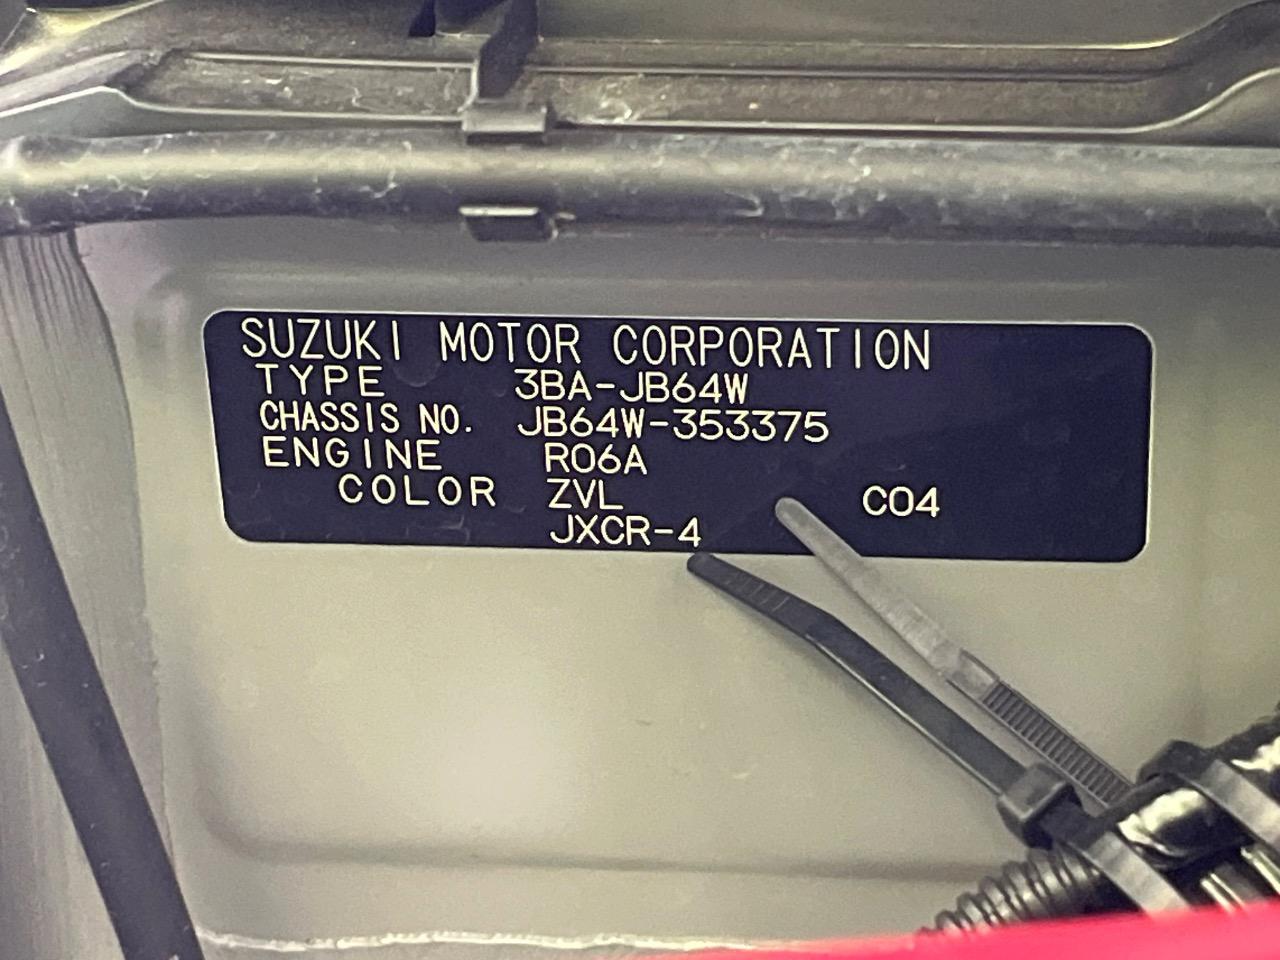 SUZUKI MOTOR CORPORATION
TYPE 3BA-JB64W
CHASSIS NO. JB64W-353375
ENGINE R06A
COLOR ZVL C04
JXCR-4